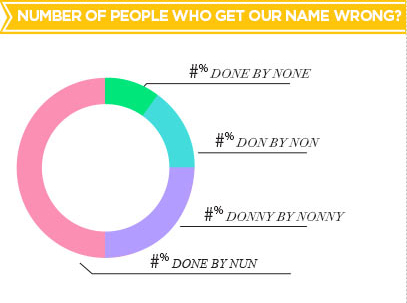 NUMBER OF PEOPLE WHO GET OUR NAME WRONG?
#% DONE BY NONE
#% DON BY NON
#% DONNY BY NONNY
#% DONE BY NUN